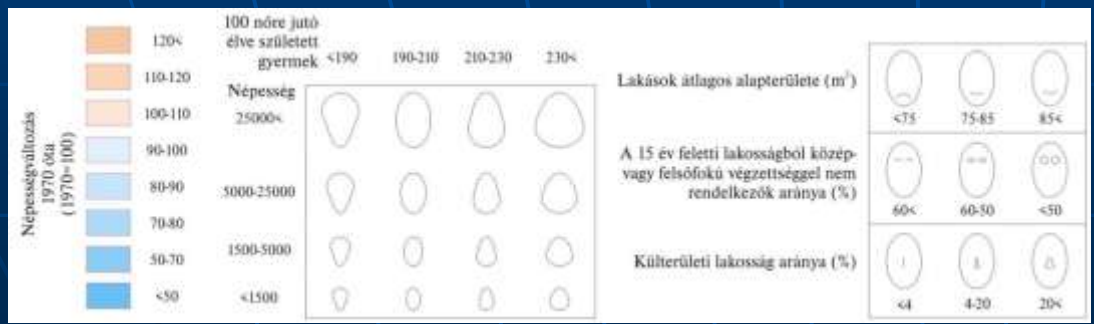 Népességváltozás
1970 óta
(1970=100)
120<
110-120
100-110
90-100
80-90
70-80
50-70
<50
100 nőre jutó
élve született
gyermek
<190
190-210
210-230
230<
Népesség
25000<
5000-25000
1500-5000
<1500
Lakások átlagos alapterülete (m²)
<75
75-85
85<
A 15 év feletti lakosságból közép-
vagy felsőfokú végzettséggel nem
rendelkezők aránya (%)
60<
60-50
<50
Külterületi lakosság aránya (%)
<4
4-20
20<